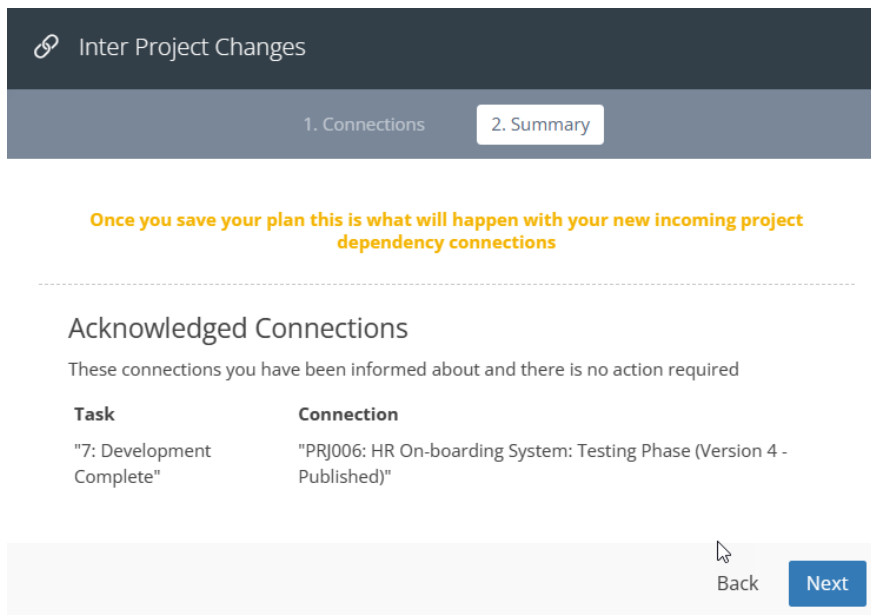 Inter Project Changes
1. Connections 2. Summary
Once you save your plan this is what will happen with your new incoming project
dependency connections
Acknowledged Connections
These connections you have been informed about and there is no action required
Task Connection
"7: Development "PRJ006: HR On-boarding System: Testing Phase (Version 4 -
Complete" Published)"
Back Next